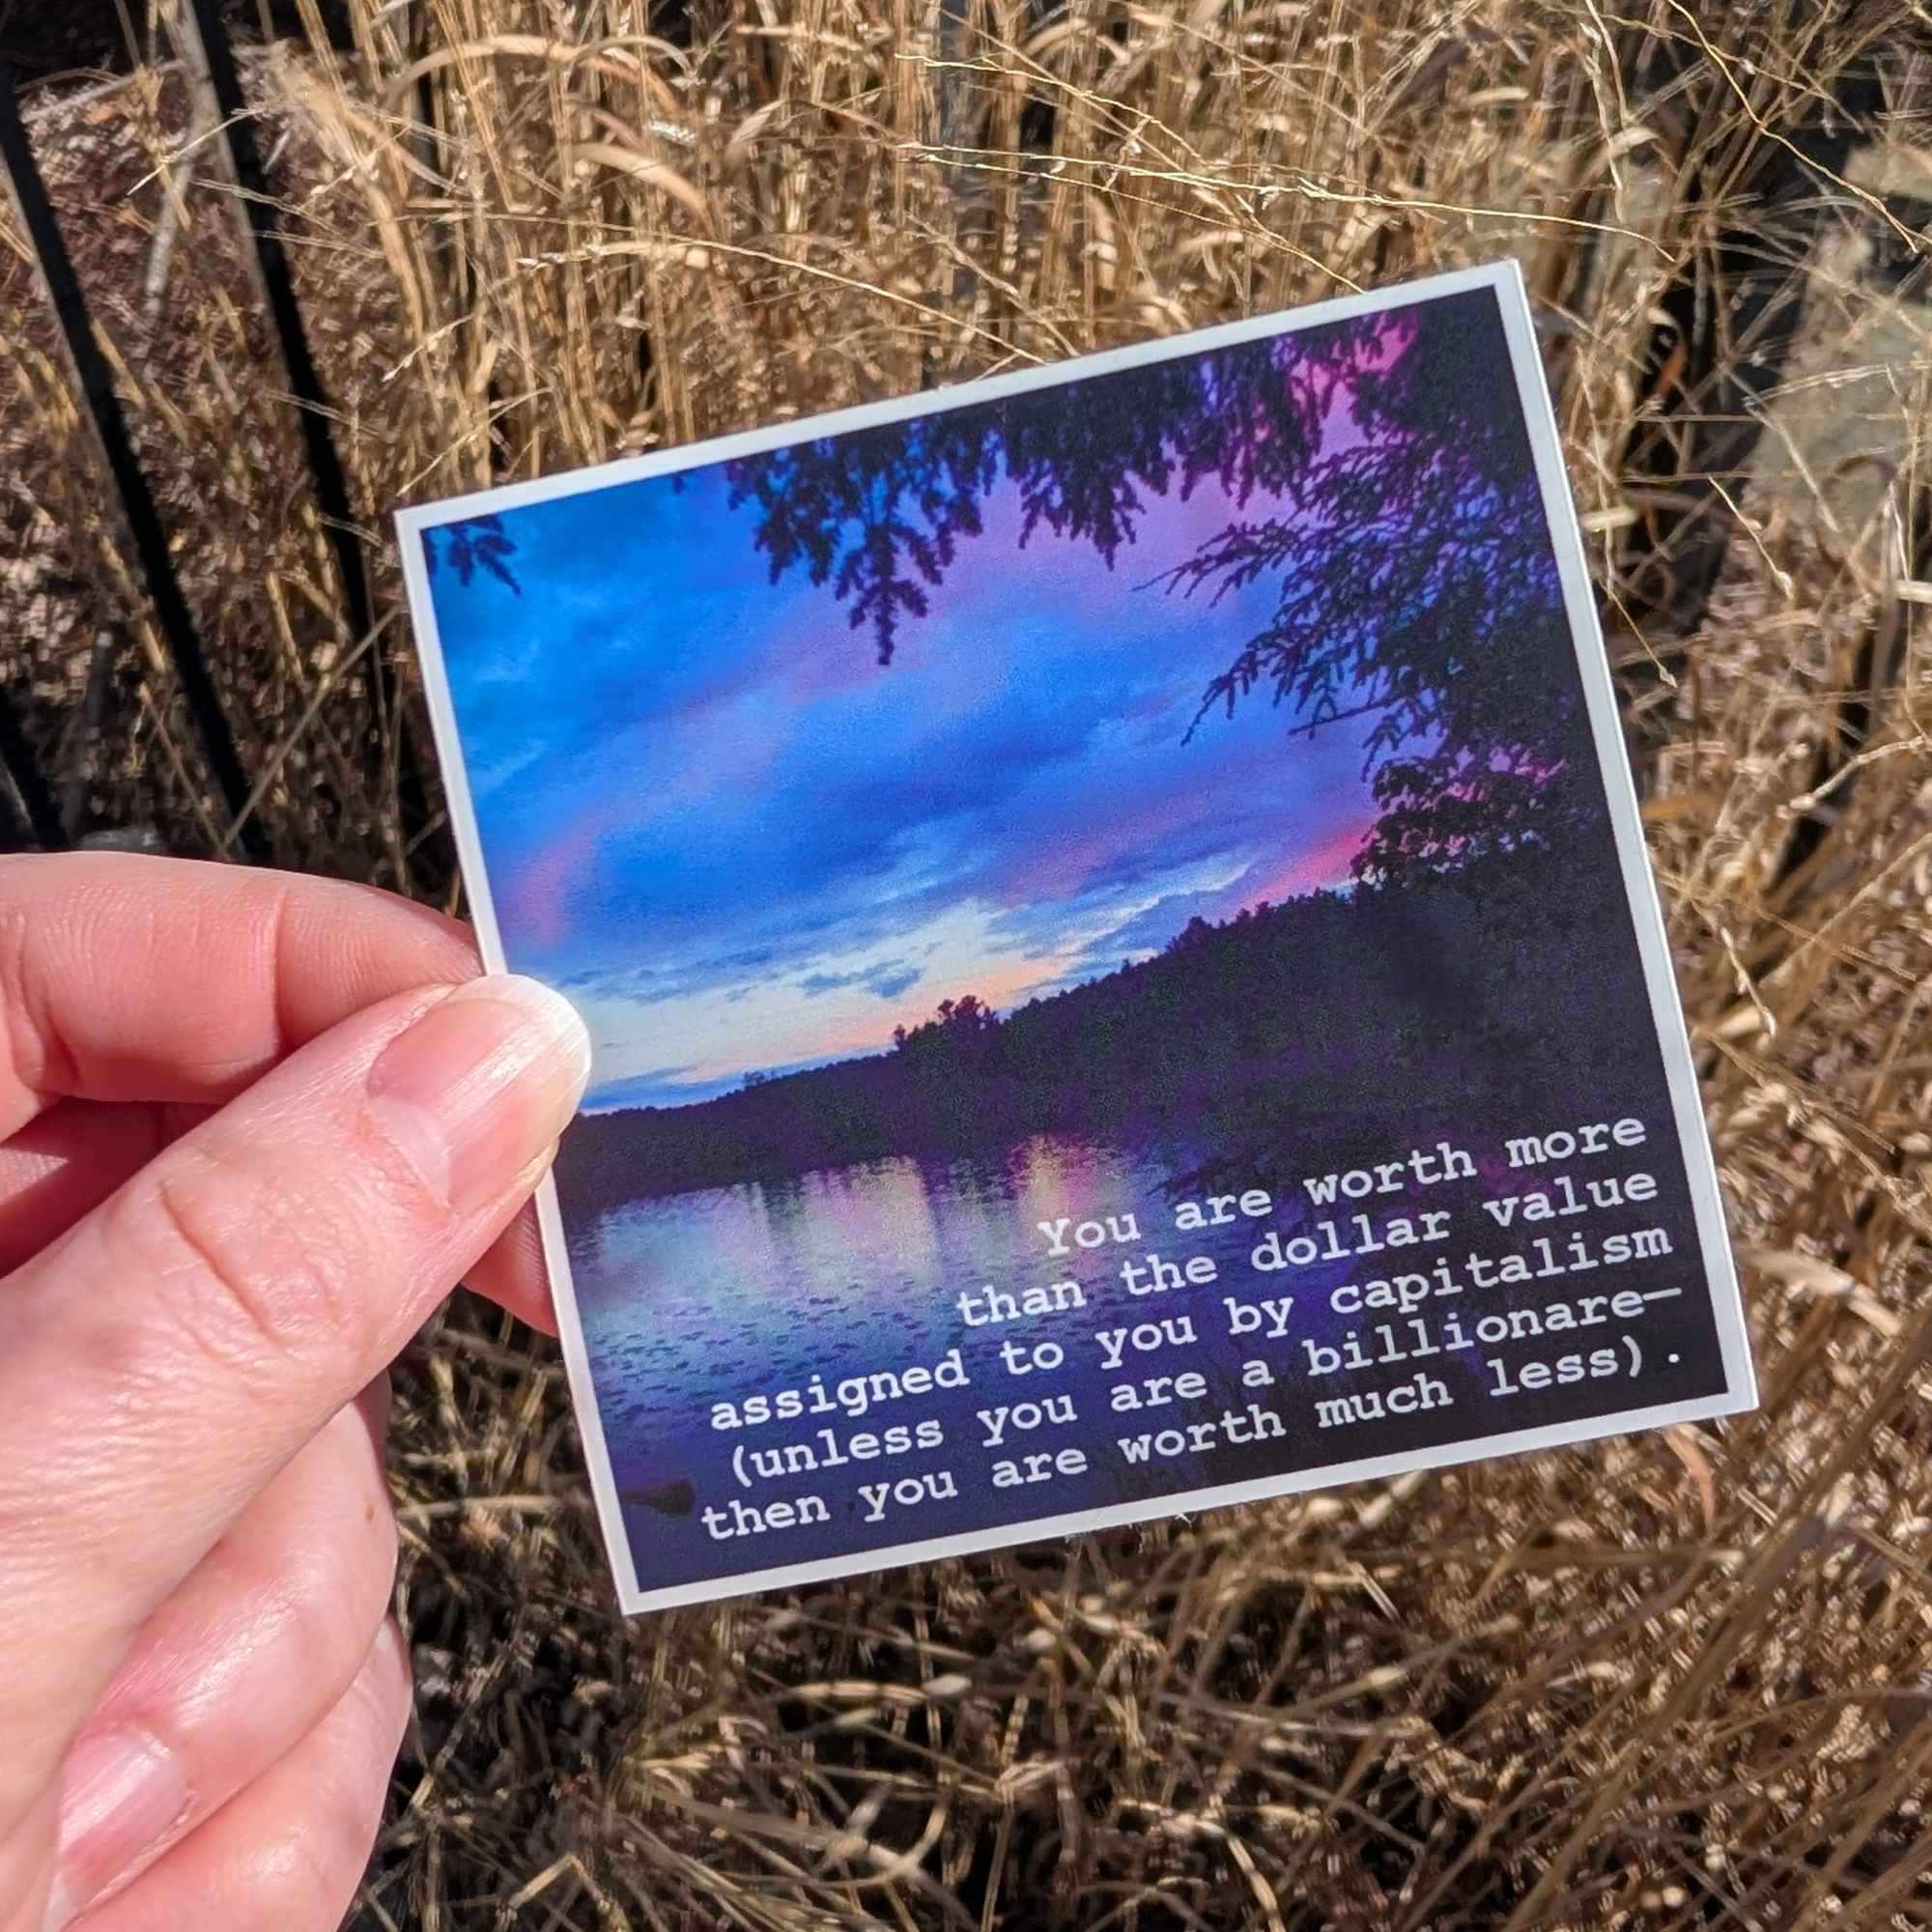 You are worth more
than the dollar value
assigned to you by capitalism
(unless you are a billionare—
then you are worth much less).